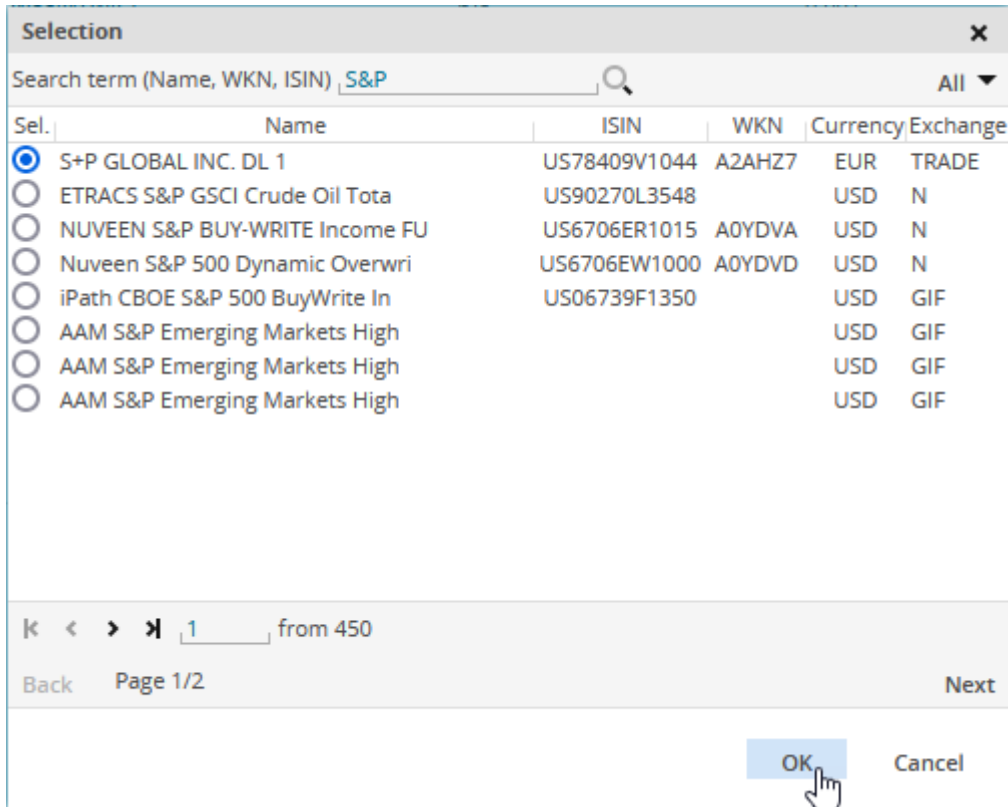 Selection
Search term (Name, WKN, ISIN) S&P All
Sel. Name ISIN WKN Currency Exchange
S+P GLOBAL INC. DL 1 US78409V1044 A2AHZ7 EUR TRADE
ETRACS S&P GSCI Crude Oil Tota US90270L3548 USD N
NUVEEN S&P BUY-WRITE Income FU US6706ER1015 A0YDVA USD N
Nuveen S&P 500 Dynamic Overwri US6706EW1000 A0YDVD USD N
iPath CBOE S&P 500 BuyWrite In US06739F1350 USD GIF
AAM S&P Emerging Markets High USD GIF
AAM S&P Emerging Markets High USD GIF
AAM S&P Emerging Markets High USD GIF
1 from 450
Back Page 1/2 Next
OK Cancel